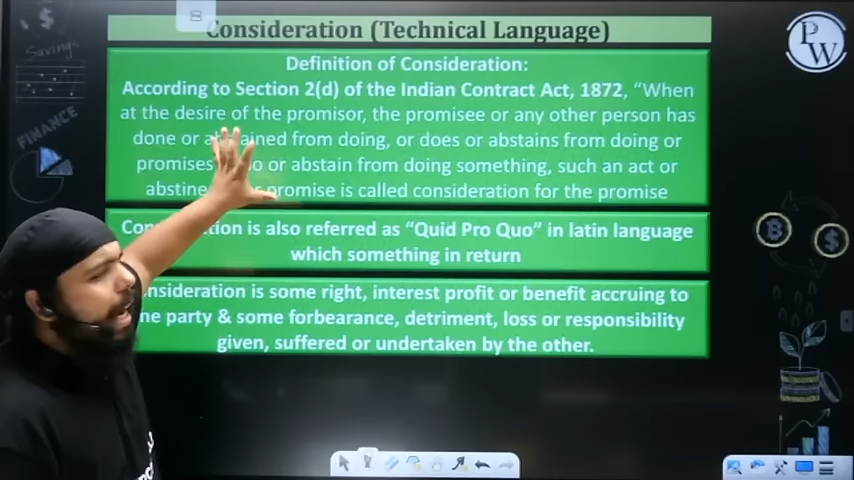 Consideration (Technical Language)
Definition of Consideration:
According to Section 2(d) of the Indian Contract Act, 1872, “When
at the desire of the promisor, the promisee or any other person has
done or abstained from doing, or does or abstains from doing or
promises to do or abstain from doing something, such an act or
promise is called consideration for the promise
is also referred as “Quid Pro Quo” in latin language
which something in return
is some right, interest profit or benefit accruing to
party & some forbearance, detriment, loss or responsibility
given, suffered or undertaken by the other.
Savings
FINANCE
PW